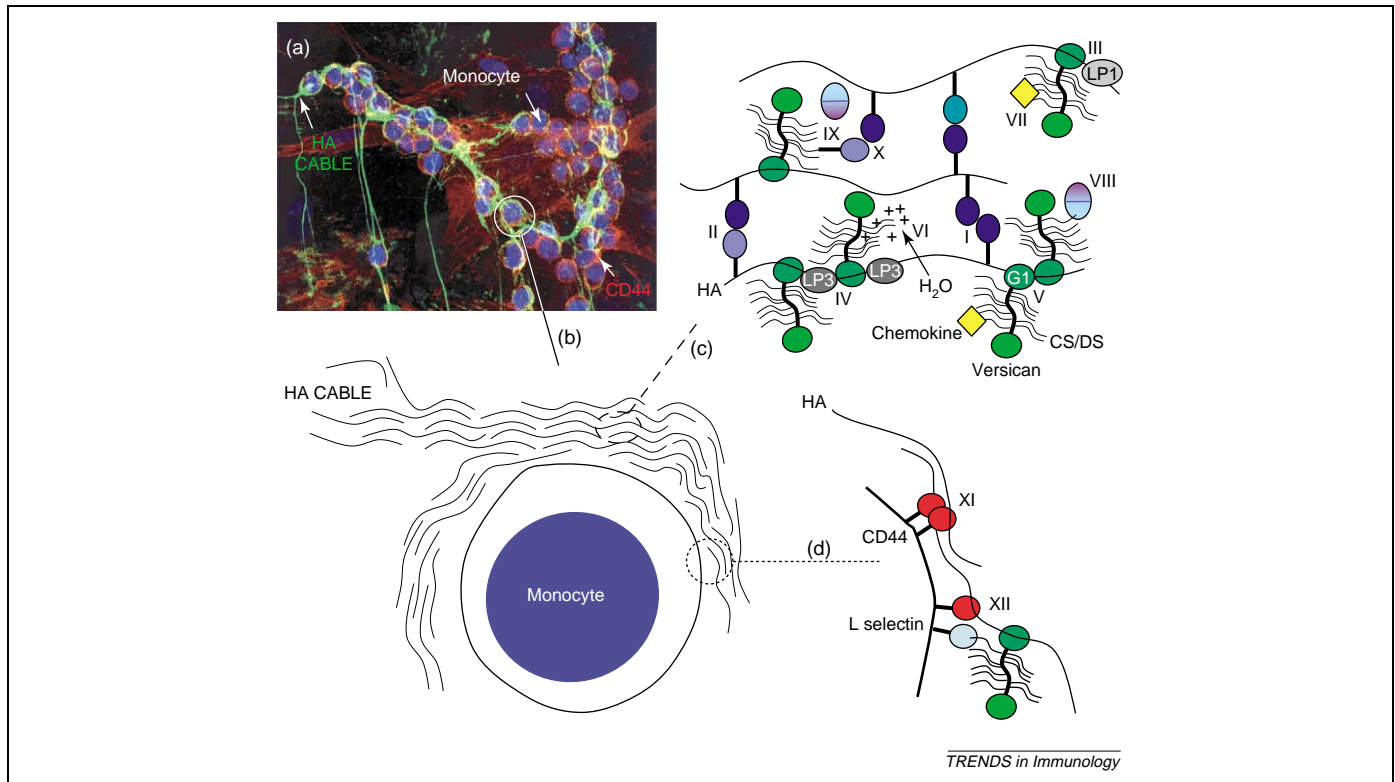 (a)
Monocyte
HA
CABLE
CD44
(b)
(c)
III
LP1
VII
IX
X
VIII
II
VI
I
HA
LP3
LP3
IV
H₂O
G1
V
Chemokine
CS/DS
Versican
HA CABLE
Monocyte
(d)
HA
XI
CD44
XII
L selectin
TRENDS in Immunology